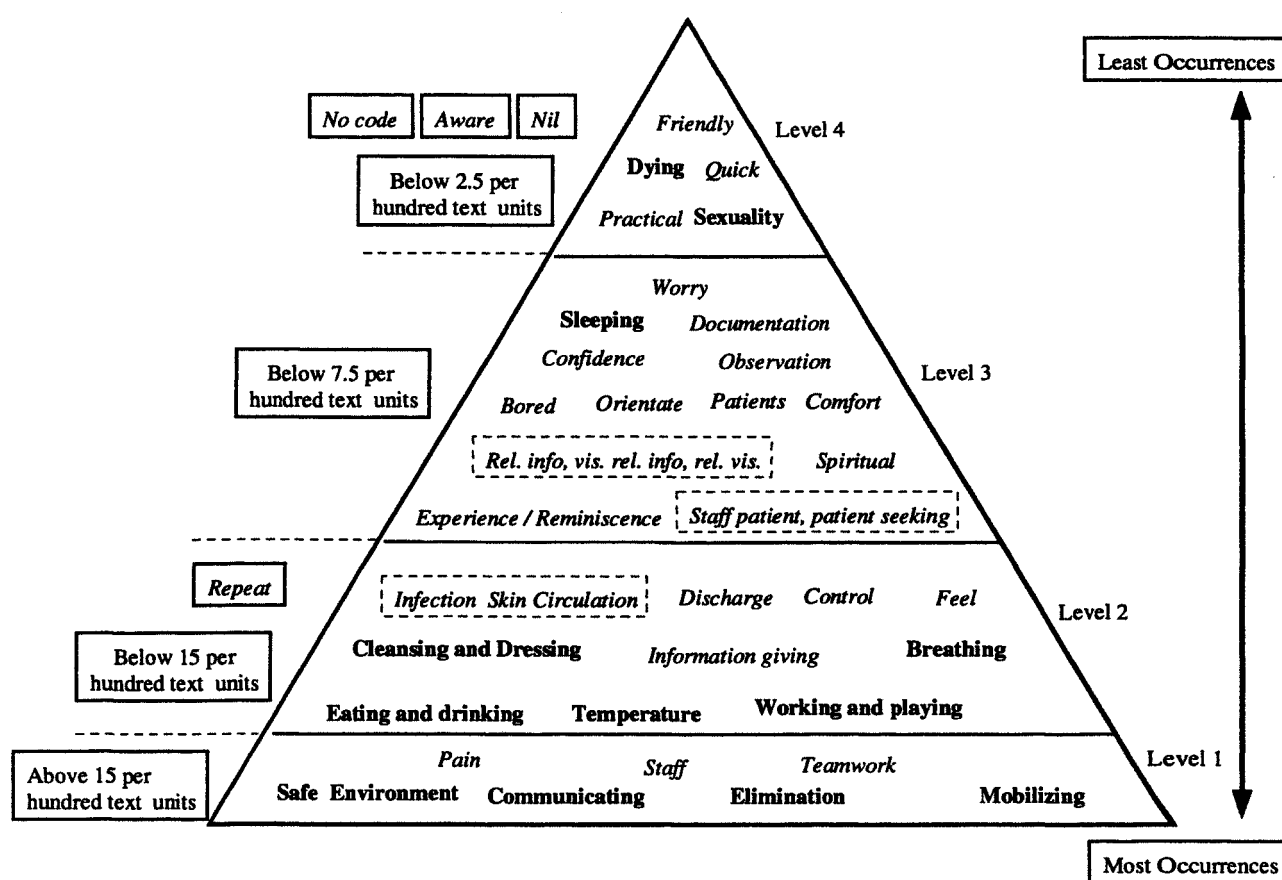 Least Occurrences
No code Aware Nil
Friendly
Level 4
Dying Quick
Below 2.5 per
hundred text units
Practical Sexuality
Worry
Sleeping Documentation
Confidence Observation
Level 3
Below 7.5 per
hundred text units
Bored Orientate Patients Comfort
Rel. info, vis. rel. info, rel. vis. Spiritual
Experience / Reminiscence Staff patient, patient seeking
Repeat
Infection Skin Circulation Discharge Control Feel
Level 2
Cleansing and Dressing Information giving Breathing
Below 15 per
hundred text units
Eating and drinking Temperature Working and playing
Level 1
Pain Staff Teamwork
Above 15 per
hundred text units
Safe Environment Communicating Elimination Mobilizing
Most Occurrences